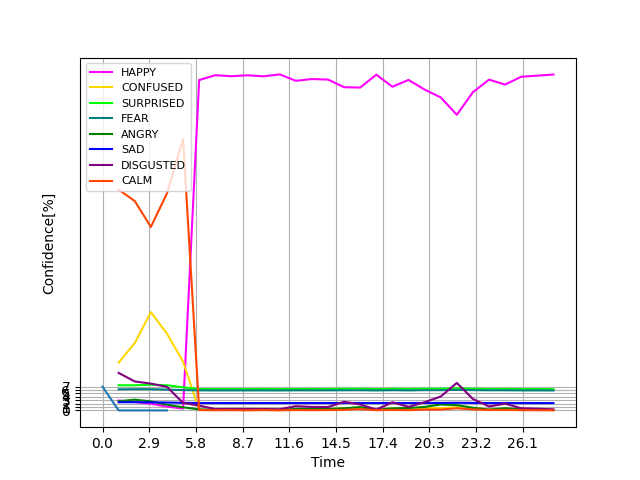 HAPPY
CONFUSED
SURPRISED
FEAR
ANGRY
SAD
DISGUSTED
CALM
Confidence[%]
0.0 2.9 5.8 8.7 11.6 14.5 17.4 20.3 23.2 26.1
Time